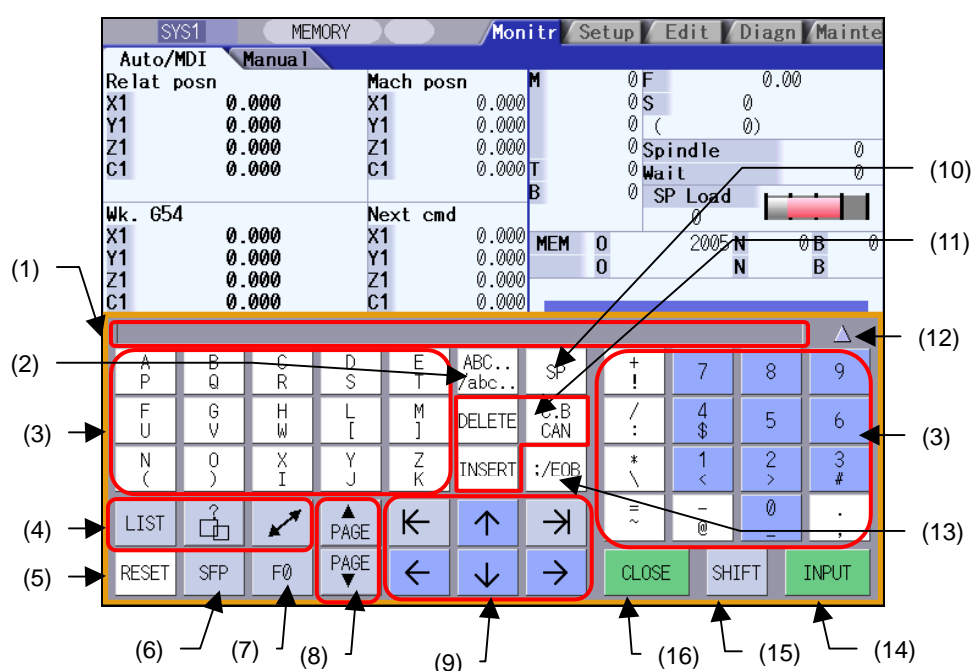 SYS1 MEMORY Monitr Setup Edit Diagn Mainte
Auto/MDI Manual
Relat posn Mach posn M 0 F 0.00
X1 0.000 X1 0.000 0 S 0
Y1 0.000 Y1 0.000 0 ( 0)
Z1 0.000 Z1 0.000 0 Spindle 0
C1 0.000 C1 0.000 T 0 Wait 0
B 0 SP Load
0
Wk. G54 Next cmd
X1 0.000 X1 0.000 MEM O 2005 N 0 B 0
Y1 0.000 Y1 0.000 O N B
Z1 0.000 Z1 0.000
C1 0.000 C1 0.000
(10)
(11)
(1)
(12)
(2)
A B C D E ABC.. SP + 7 8 9
P Q R S T /abc.. !
(3)
F G H L M DELETE C.B / 4 5 6
U V W [ ] CAN : $
(3)
N O X Y Z INSERT ;/EOB * 1 2 3
( ) I J K \ < > #
(4)
LIST ? PAGE = - 0 .
~ @ _ ,
(13)
(5)
RESET SFP F0 PAGE CLOSE SHIFT INPUT
(6) (7) (8) (9) (16) (15) (14)